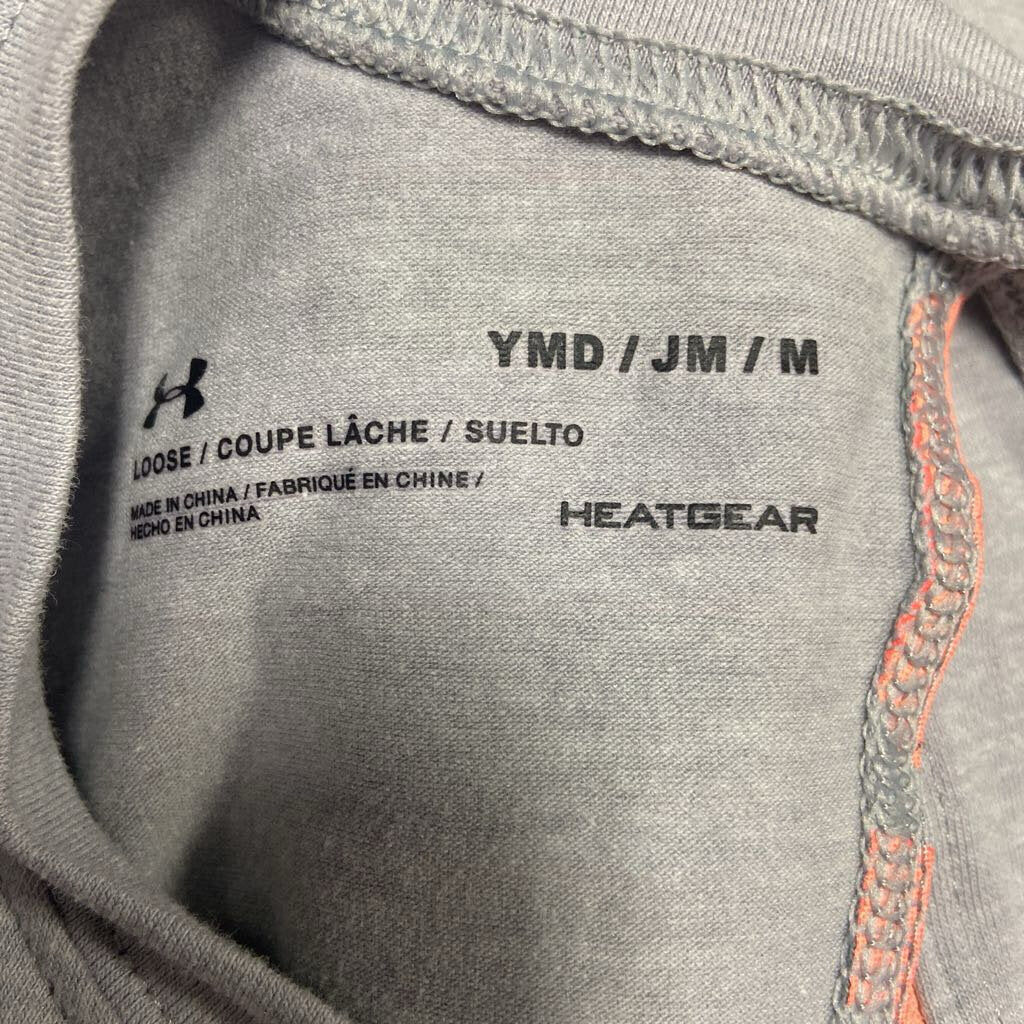 YMD / JM / M
LOOSE / COUPE LÂCHE / SUELTO
MADE IN CHINA / FABRIQUÉ EN CHINE /
HECHO EN CHINA
HEATGEAR